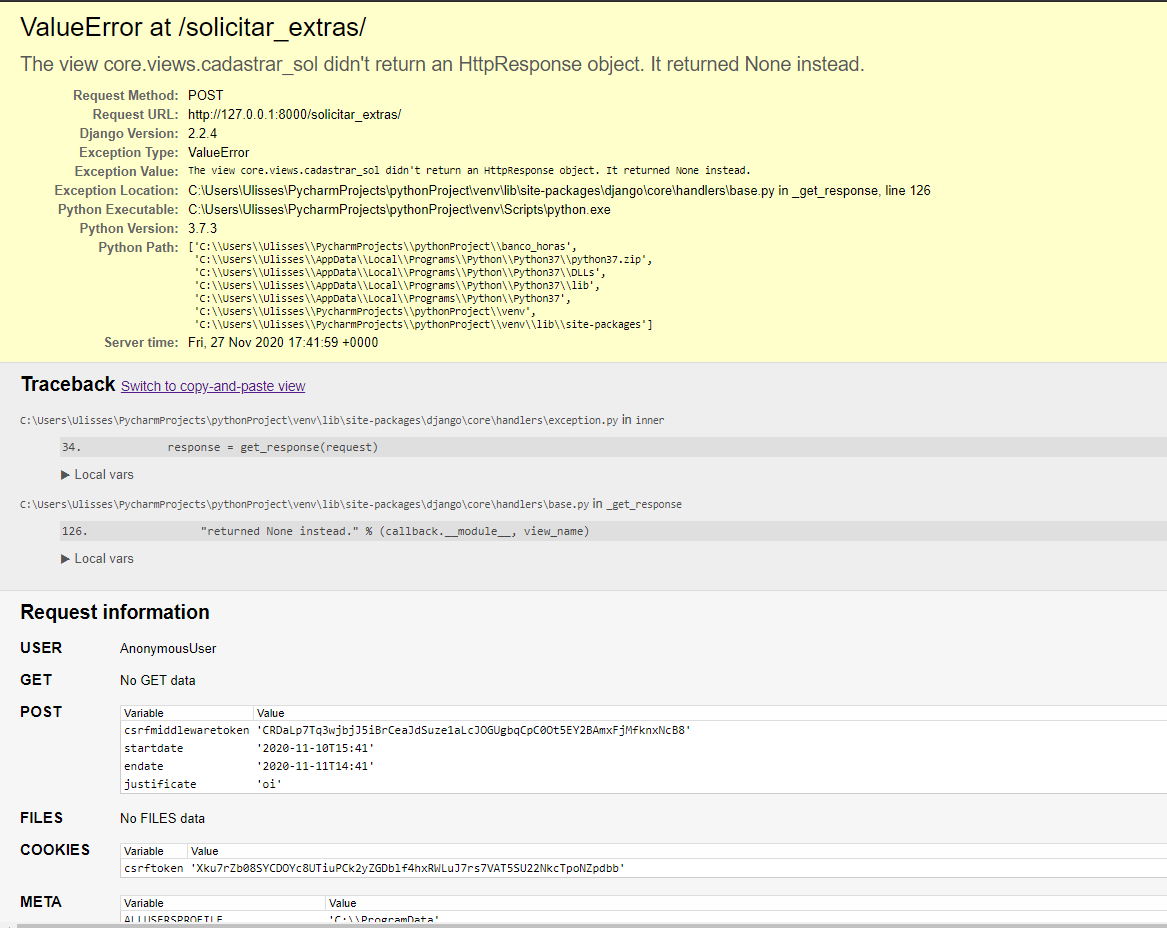 ValueError at /solicitar_extras/
The view core.views.cadastrar_sol didn't return an HttpResponse object. It returned None instead.
Request Method: POST
Request URL: http://127.0.0.1:8000/solicitar_extras/
Django Version: 2.2.4
Exception Type: ValueError
Exception Value: The view core.views.cadastrar_sol didn't return an HttpResponse object. It returned None instead.
Exception Location: C:\Users\Ulisses\PycharmProjects\pythonProject\venv\lib\site-packages\django\core\handlers\base.py in _get_response, line 126
Python Executable: C:\Users\Ulisses\PycharmProjects\pythonProject\venv\Scripts\python.exe
Python Version: 3.7.3
Python Path: ['C:\\Users\\Ulisses\\PycharmProjects\\pythonProject\\banco_horas',
'C:\\Users\\Ulisses\\AppData\\Local\\Programs\\Python\\Python37\\python37.zip',
'C:\\Users\\Ulisses\\AppData\\Local\\Programs\\Python\\Python37\\DLLs',
'C:\\Users\\Ulisses\\AppData\\Local\\Programs\\Python\\Python37\\lib',
'C:\\Users\\Ulisses\\AppData\\Local\\Programs\\Python\\Python37',
'C:\\Users\\Ulisses\\PycharmProjects\\pythonProject\\venv',
'C:\\Users\\Ulisses\\PycharmProjects\\pythonProject\\venv\\lib\\site-packages']
Server time: Fri, 27 Nov 2020 17:41:59 +0000
Traceback Switch to copy-and-paste view
C:\Users\Ulisses\PycharmProjects\pythonProject\venv\lib\site-packages\django\core\handlers\exception.py in inner
34. response = get_response(request)
▶ Local vars
C:\Users\Ulisses\PycharmProjects\pythonProject\venv\lib\site-packages\django\core\handlers\base.py in _get_response
126. "returned None instead." % (callback.__module__, view_name)
▶ Local vars
Request information
USER AnonymousUser
GET No GET data
POST Variable Value
csrfmiddlewaretoken 'CRDaLp7Tq3wjbjJ5iBrCeaJdSuze1aLcJOGUgbqCpC0Ot5EY2BAmxFjMfknxNcB8'
startdate '2020-11-10T15:41'
endate '2020-11-11T14:41'
justificate 'oi'
FILES No FILES data
COOKIES Variable Value
csrftoken 'Xku7rZb08SYCDOYc8UTiuPCk2yZGDblf4hxRWLuJ7rs7VAT5SU22NkcTpoNZpdbb'
META Variable Value
ALLUSERSPROFILE 'C:\\ProgramData'